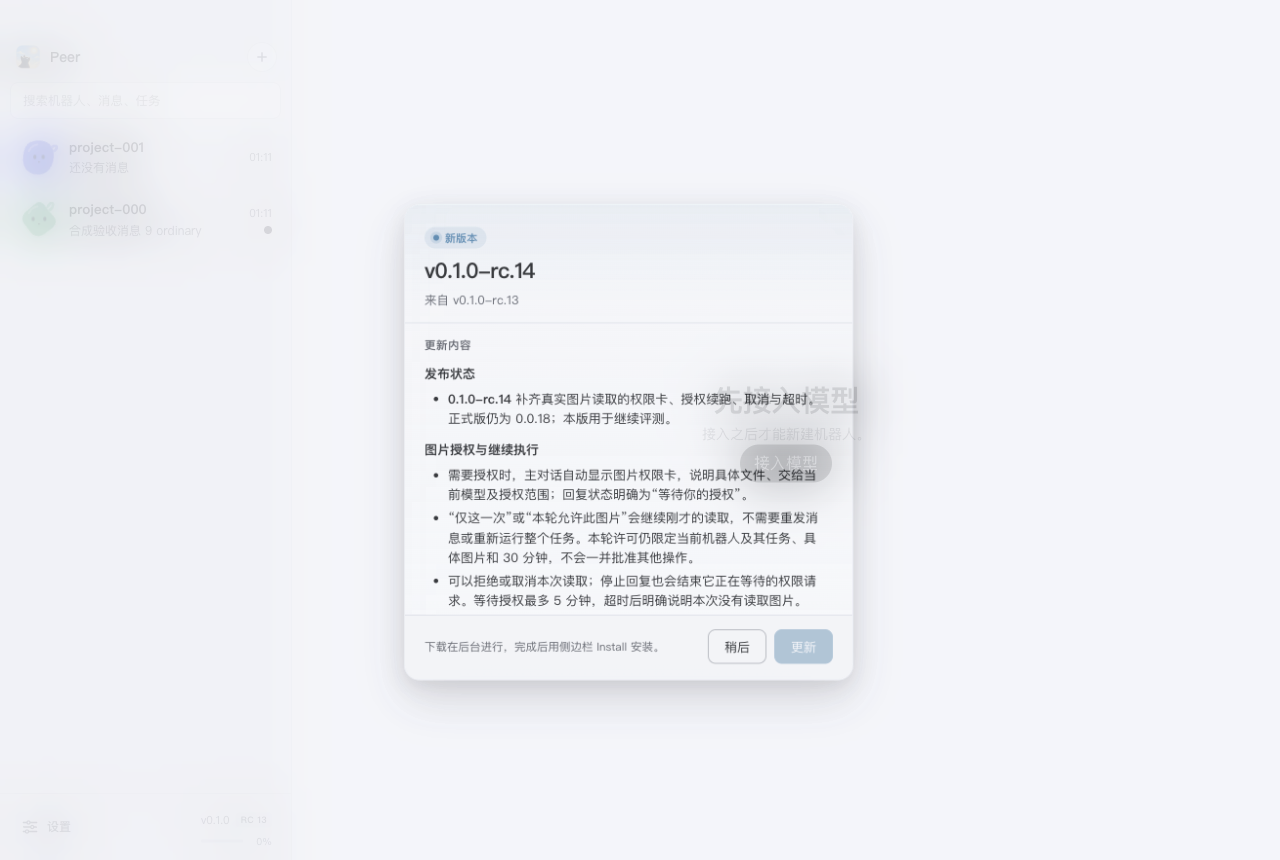 Peer
+
搜索机器人、消息、任务
project-001
01:11
还没有消息
project-000
01:11
合成验收消息 9 ordinary
新版本
v0.1.0-rc.14
来自 v0.1.0-rc.13
更新内容
发布状态
• 0.1.0-rc.14 补齐真实图片读取的权限卡、授权续跑、取消与超时。
正式版仍为 0.0.18；本版用于继续评测。
图片授权与继续执行
• 需要授权时，主对话自动显示图片权限卡，说明具体文件、交给当
前模型及授权范围；回复状态明确为“等待你的授权”。
• “仅这一次”或“本轮允许此图片”会继续刚才的读取，不需要重发消
息或重新运行整个任务。本轮许可仍限定当前机器人及其任务、具
体图片和 30 分钟，不会一并批准其他操作。
• 可以拒绝或取消本次读取；停止回复也会结束它正在等待的权限请
求。等待授权最多 5 分钟，超时后明确说明本次没有读取图片。
下载在后台进行，完成后用侧边栏 Install 安装。
稍后
更新
先接入模型
接入之后才能新建机器人。
接入模型
设置
v0.1.0 RC 13
0%